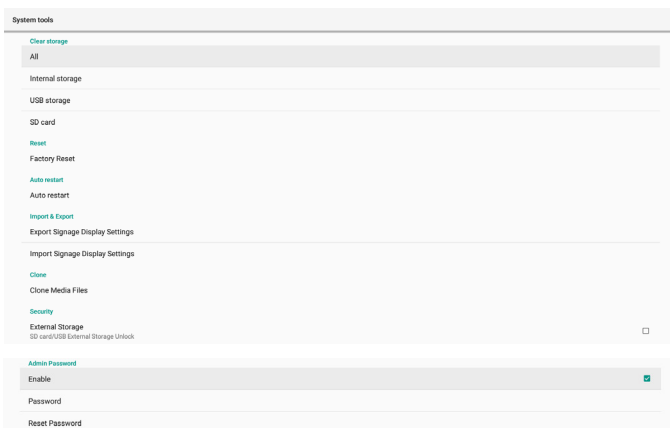 System tools
Clear storage
All
Internal storage
USB storage
SD card
Reset
Factory Reset
Auto restart
Auto restart
Import & Export
Export Signage Display Settings
Import Signage Display Settings
Clone
Clone Media Files
Security
External Storage
SD card/USB External Storage Unlock
Admin Password
Enable
Password
Reset Password